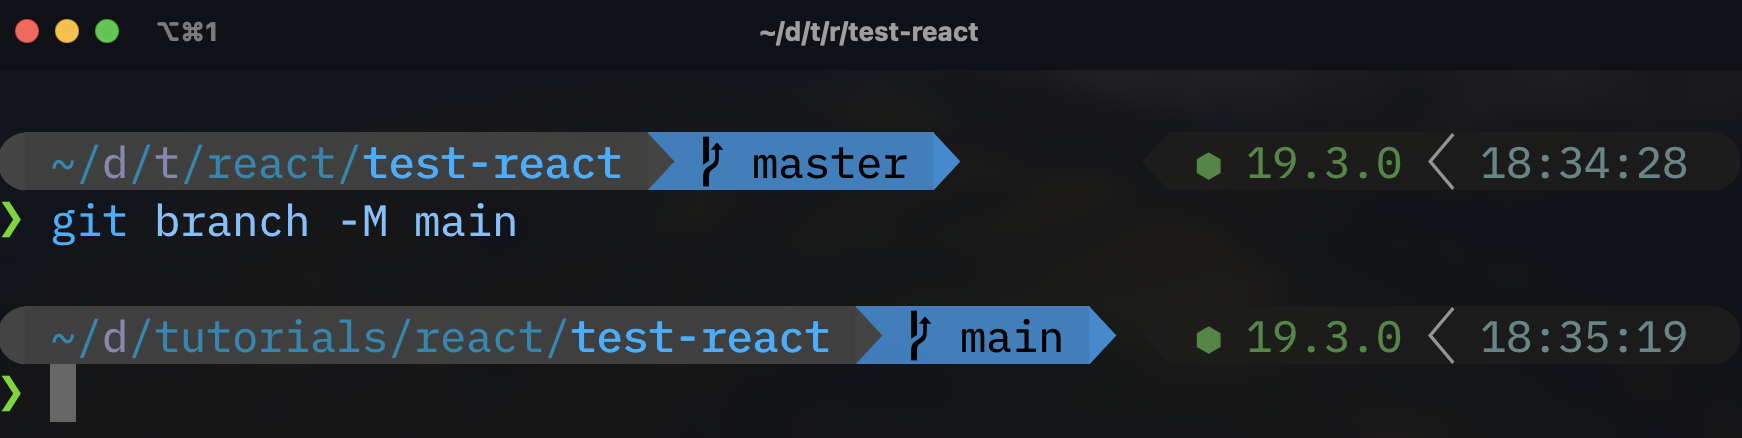 ⌥⌘1 ~/d/t/r/test-react
~/d/t/react/test-react master 19.3.0 18:34:28
❯ git branch -M main
~/d/tutorials/react/test-react main 19.3.0 18:35:19
❯